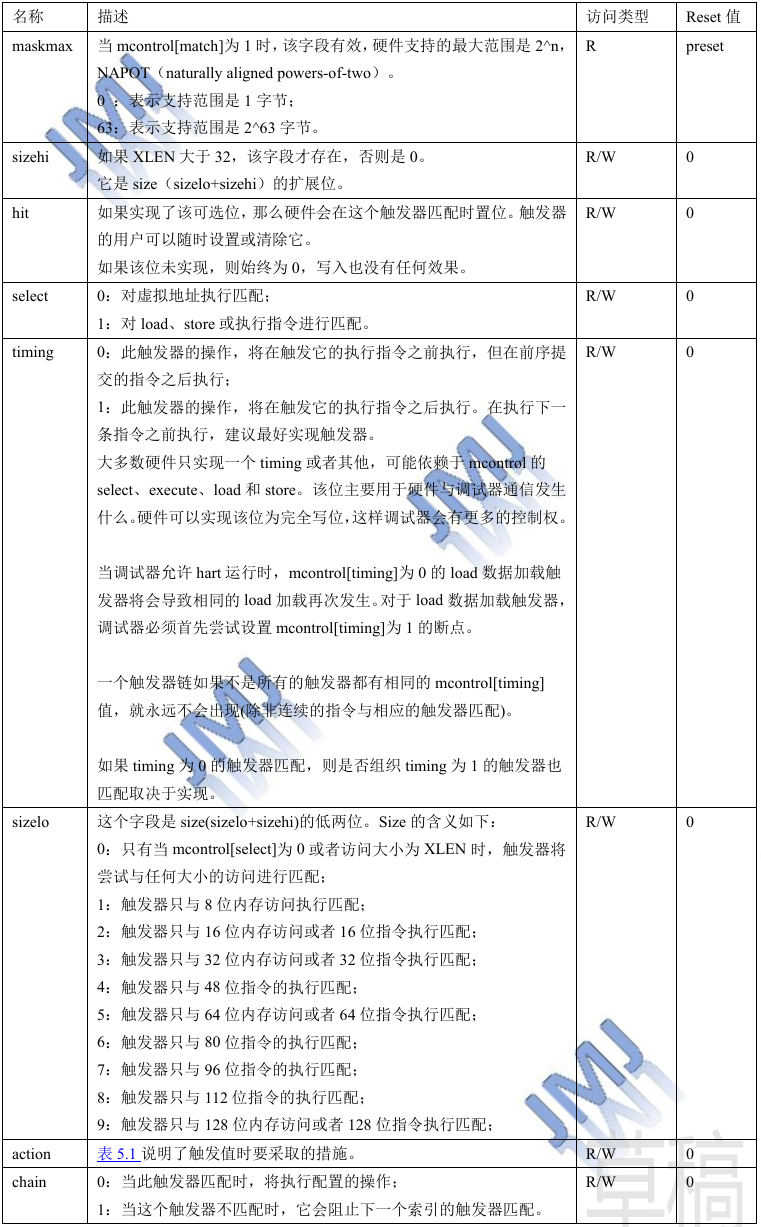 名称 描述 访问类型 Reset 值
maskmax 当 mcontrol[match]为 1 时，该字段有效，硬件支持的最大范围是 2^n， R preset
NAPOT（naturally aligned powers-of-two）。
0 ：表示支持范围是 1 字节；
63：表示支持范围是 2^63 字节。
sizehi 如果 XLEN 大于 32，该字段才存在，否则是 0。 R/W 0
它是 size（sizelo+sizehi）的扩展位。
hit 如果实现了该可选位，那么硬件会在这个触发器匹配时置位。触发器 R/W 0
的用户可以随时设置或清除它。
如果该位未实现，则始终为 0，写入也没有任何效果。
select 0：对虚拟地址执行匹配； R/W 0
1：对 load、store 或执行指令进行匹配。
timing 0：此触发器的操作，将在触发它的执行指令之前执行，但在前序提 R/W 0
交的指令之后执行；
1：此触发器的操作，将在触发它的执行指令之后执行。在执行下一
条指令之前执行，建议最好实现触发器。
大多数硬件只实现一个 timing 或者其他，可能依赖于 mcontrol 的
select、execute、load 和 store。该位主要用于硬件与调试器通信发生
什么。硬件可以实现该位为完全写位，这样调试器会有更多的控制权。
当调试器允许 hart 运行时，mcontrol[timing]为 0 的 load 数据加载触
发器将会导致相同的 load 加载再次发生。对于 load 数据加载触发器，
调试器必须首先尝试设置 mcontrol[timing]为 1 的断点。
一个触发器链如果不是所有的触发器都有相同的 mcontrol[timing]
值，就永远不会出现(除非连续的指令与相应的触发器匹配)。
如果 timing 为 0 的触发器匹配，则是否组织 timing 为 1 的触发器也
匹配取决于实现。
sizelo 这个字段是 size(sizelo+sizehi)的低两位。Size 的含义如下： R/W 0
0：只有当 mcontrol[select]为 0 或者访问大小为 XLEN 时，触发器将
尝试与任何大小的访问进行匹配；
1：触发器只与 8 位内存访问执行匹配；
2：触发器只与 16 位内存访问或者 16 位指令执行匹配；
3：触发器只与 32 位内存访问或者 32 位指令执行匹配；
4：触发器只与 48 位指令的执行匹配；
5：触发器只与 64 位内存访问或者 64 位指令执行匹配；
6：触发器只与 80 位指令的执行匹配；
7：触发器只与 96 位指令的执行匹配；
8：触发器只与 112 位指令的执行匹配；
9：触发器只与 128 位内存访问或者 128 位指令执行匹配；
action 表 5.1 说明了触发值时要采取的措施。 R/W 0
chain 0：当此触发器匹配时，将执行配置的操作； R/W 0
1：当这个触发器不匹配时，它会阻止下一个索引的触发器匹配。
JMJ
JMJ
JMJ
JMJ
草稿